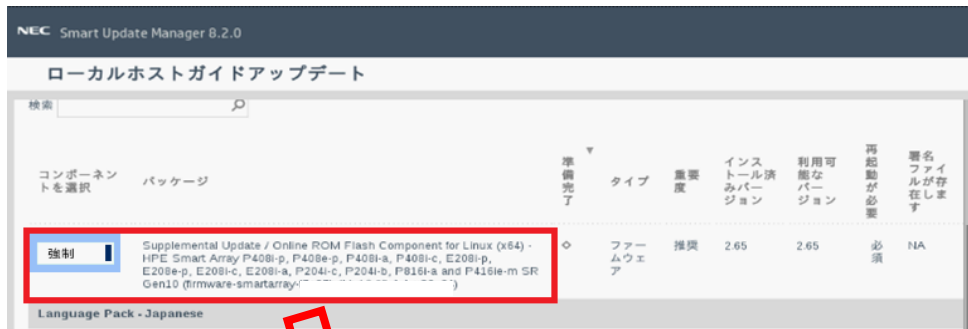 NEC Smart Update Manager 8.2.0
ローカルホストガイドアップデート
検索
コンポーネン
トを選択
パッケージ
準
備
完
了
タイプ
重要
度
インス
トール済
みバー
ジョン
利用可
能な
バー
ジョン
再
起
動
が
必
要
署名
ファイ
ルが存
在しま
す
強制
Supplemental Update / Online ROM Flash Component for Linux (x64) -
HPE Smart Array P408i-p, P408e-p, P408i-a, P408i-c, E208i-p,
E208e-p, E208i-c, E208i-a, P204i-c, P204i-b, P816i-a and P416ie-m SR
Gen10 (firmware-smartarray-
ファー
ムウェ
ア
推奨
2.65
2.65
必
須
NA
Language Pack - Japanese